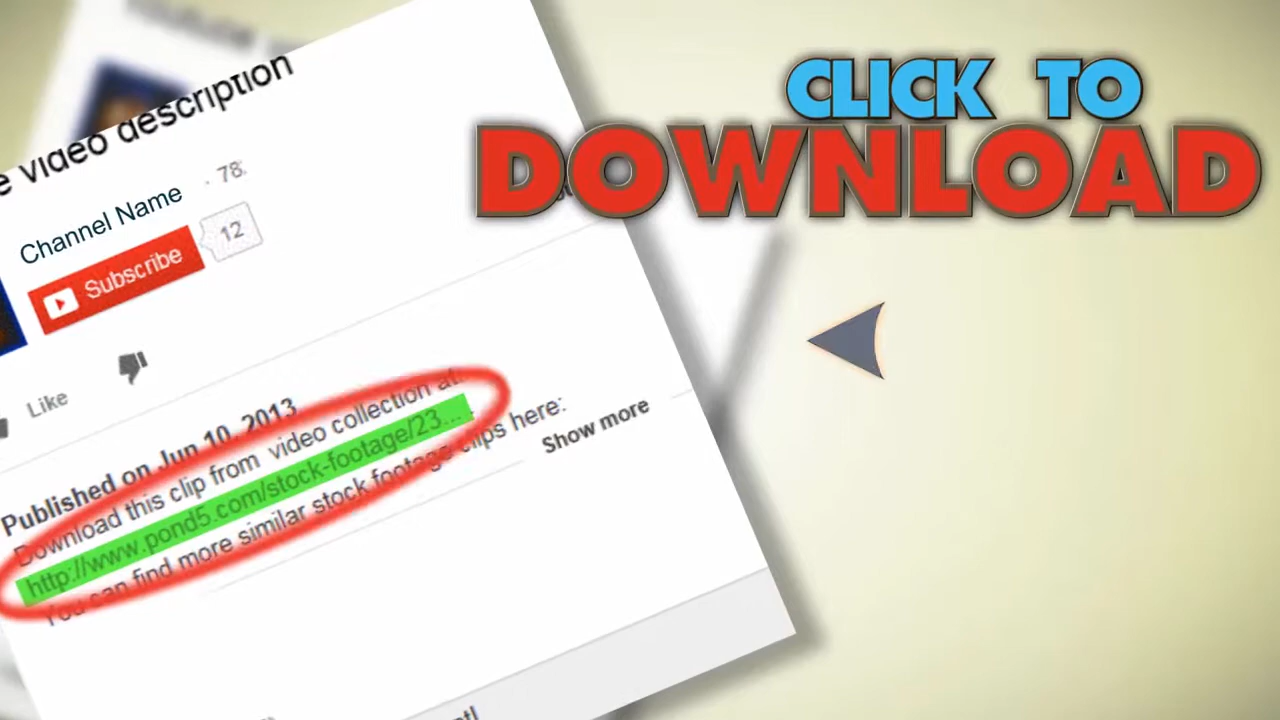 CLICK TO
DOWNLOAD
e video description
Channel Name
Subscribe
12
Like
Published on Jun 10, 2013
Download this clip from video collection at
http://www.pond5.com/stock-footage/23...
You can find more similar stock footage clips here:
Show more